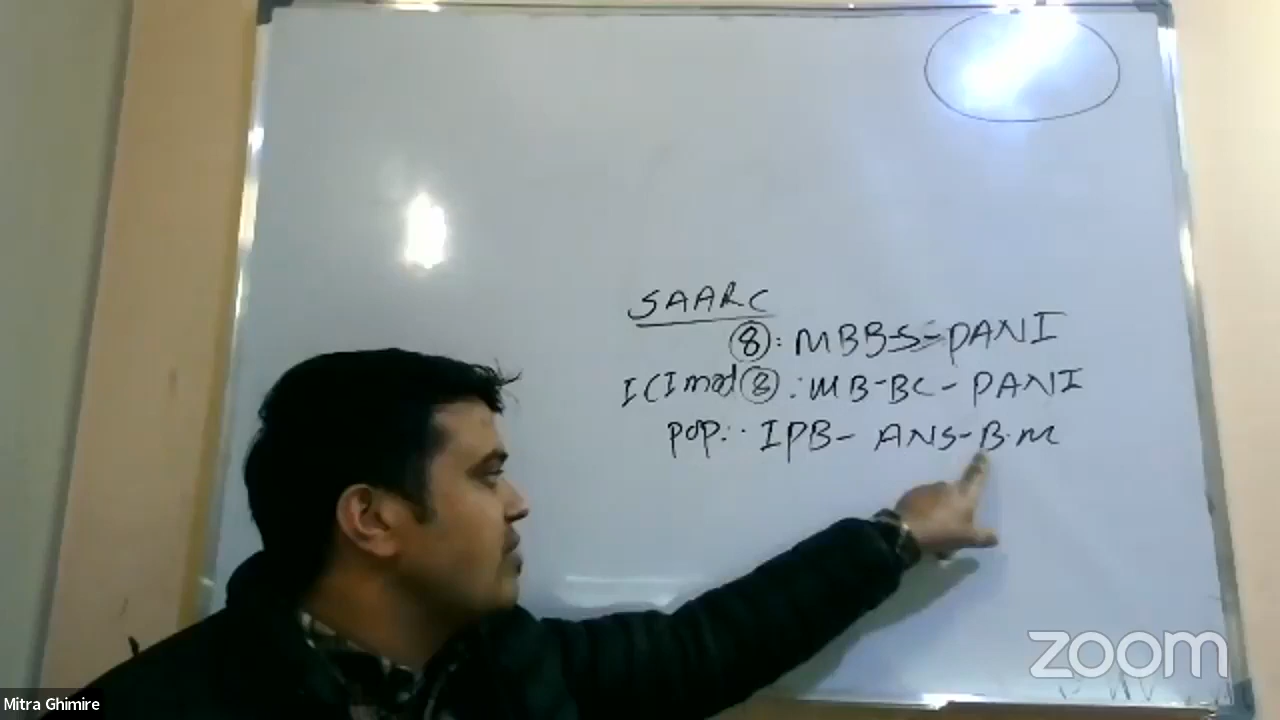 SAARC
⑧: MBBS-PANI
ICImod ⑧: MB-BC-PANI
POP: IPB- ANS-B.M
zoom
Mitra Ghimire